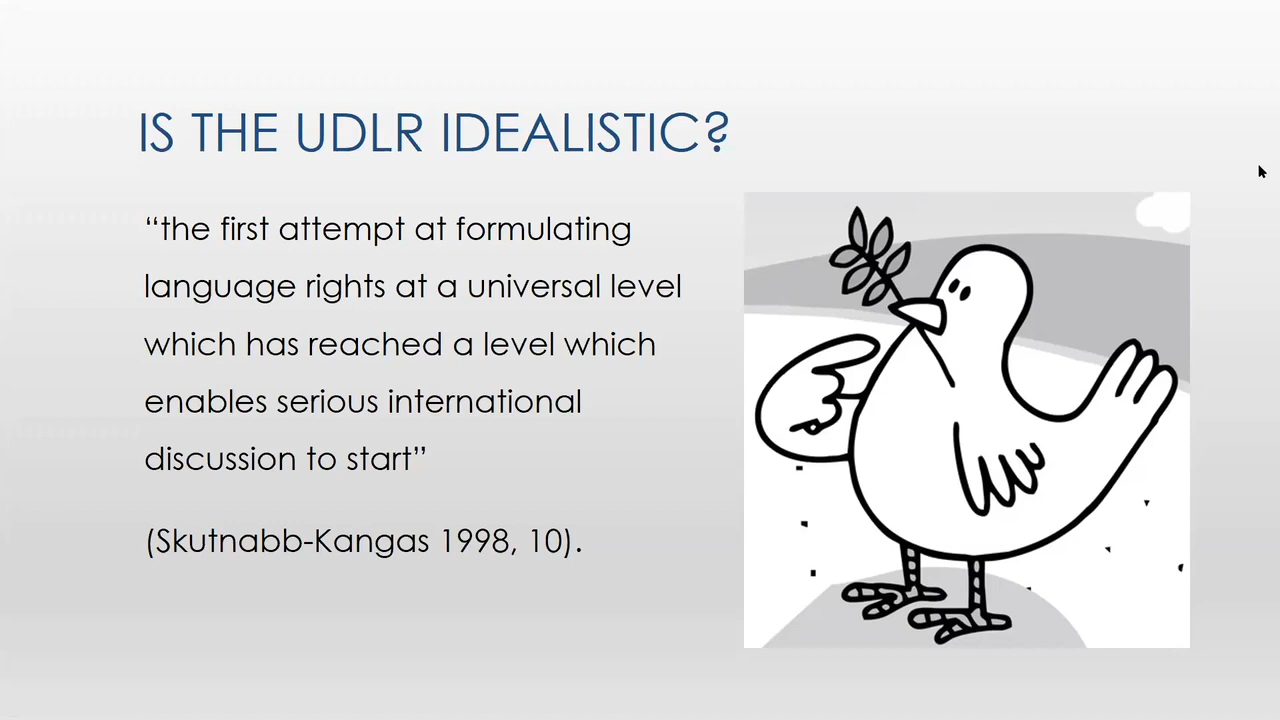 IS THE UDLR IDEALISTIC?
“the first attempt at formulating
language rights at a universal level
which has reached a level which
enables serious international
discussion to start”
(Skutnabb-Kangas 1998, 10).